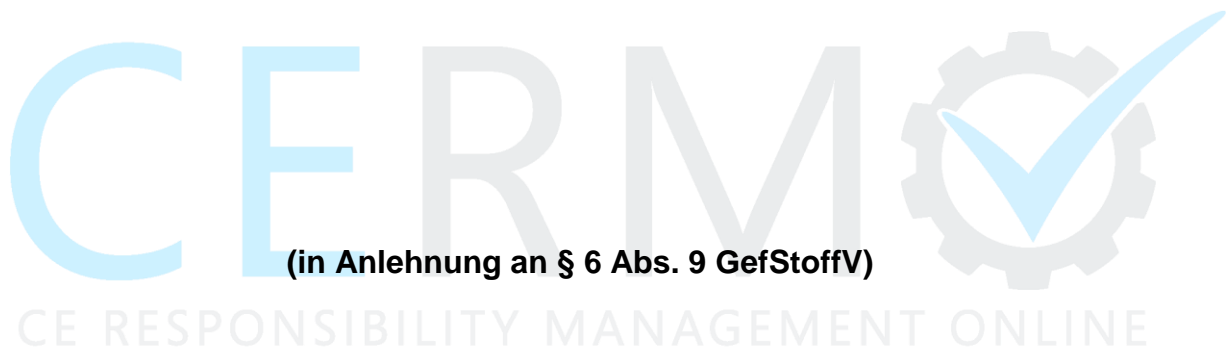 CERM
(in Anlehnung an § 6 Abs. 9 GefStoffV)
CE RESPONSIBILITY MANAGEMENT ONLINE